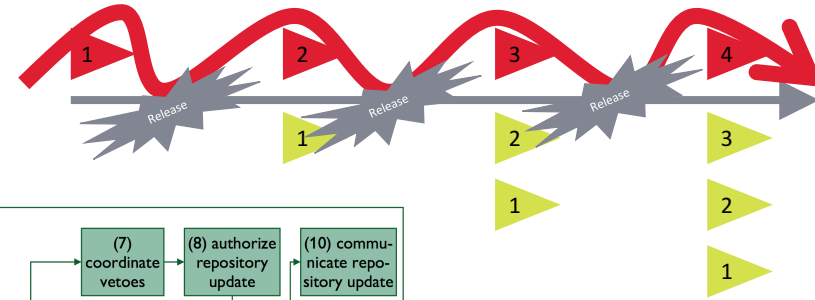 1 2 3 4
Release Release Release
1 2 3
1 2
1
(7)
coordinate
vetoes
(8) authorize
repository
update
(10) commu-
nicate repo-
sitory update